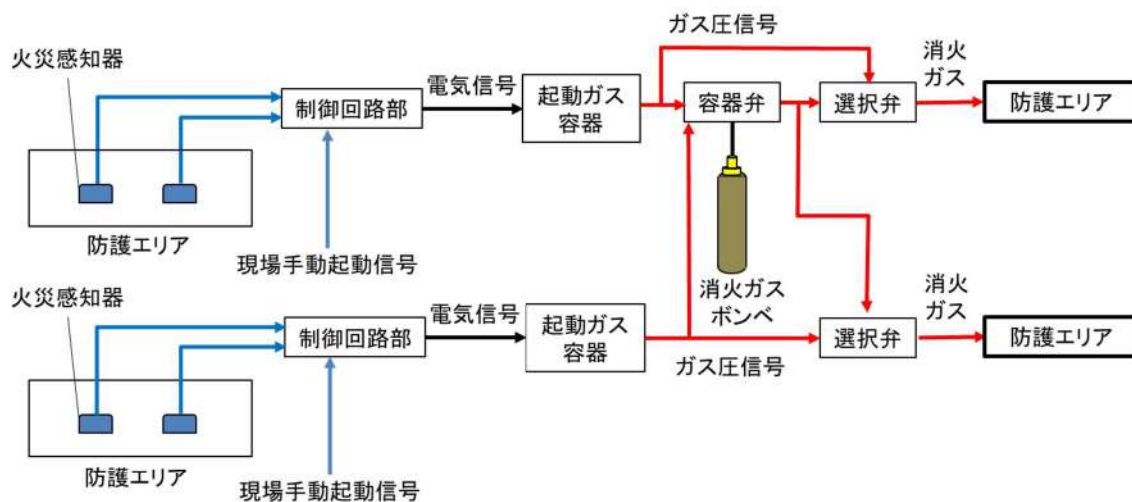 ガス圧信号
火災感知器
電気信号
消火
ガス
制御回路部
起動ガス
容器
容器弁
選択弁
防護エリア
防護エリア
現場手動起動信号
火災感知器
電気信号
消火ガス
ボンベ
消火
ガス
制御回路部
起動ガス
容器
選択弁
防護エリア
ガス圧信号
防護エリア
現場手動起動信号